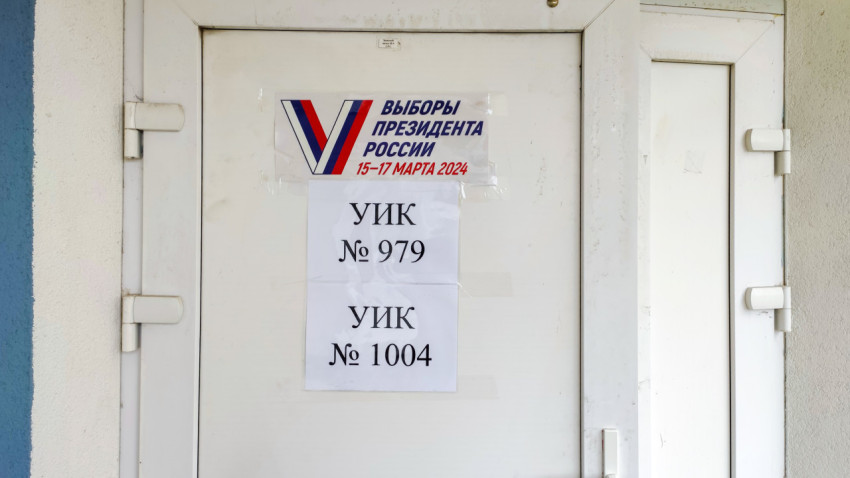 ВЫБОРЫ
ПРЕЗИДЕНТА
РОССИИ
15–17 МАРТА 2024
УИК
№ 979
УИК
№ 1004